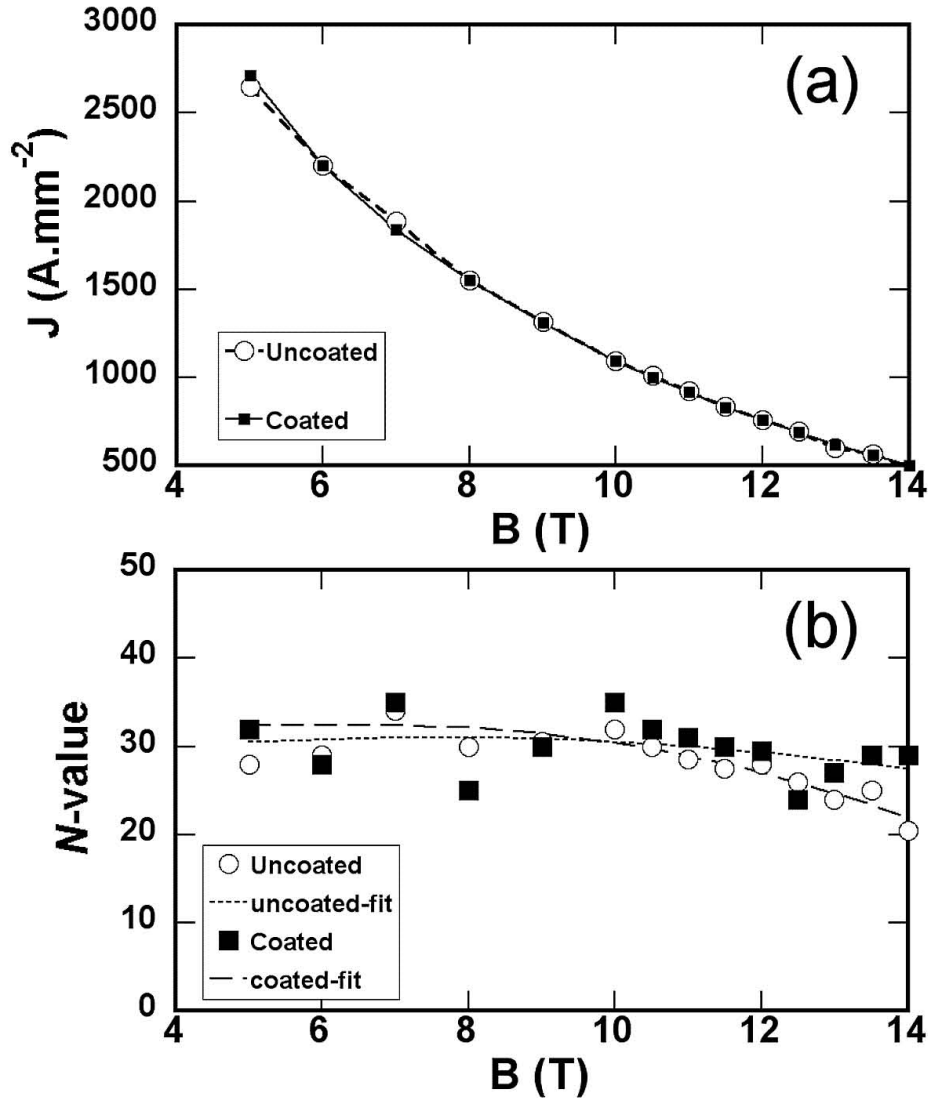 (a)
J (A.mm-2)
3000
2500
2000
1500
1000
500
Uncoated
Coated
4 6 8 10 12 14
B (T)
(b)
N-value
50
40
30
20
10
0
Uncoated
uncoated-fit
Coated
coated-fit
4 6 8 10 12 14
B (T)